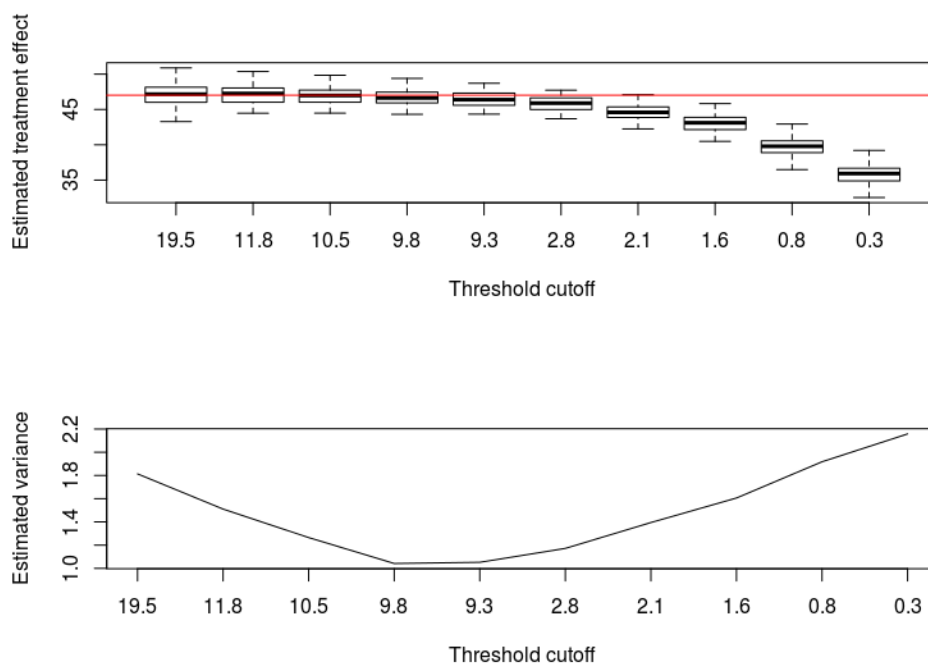 Estimated treatment effect
45
35
19.5 11.8 10.5 9.8 9.3 2.8 2.1 1.6 0.8 0.3
Threshold cutoff
Estimated variance
2.2
1.8
1.4
1.0
19.5 11.8 10.5 9.8 9.3 2.8 2.1 1.6 0.8 0.3
Threshold cutoff